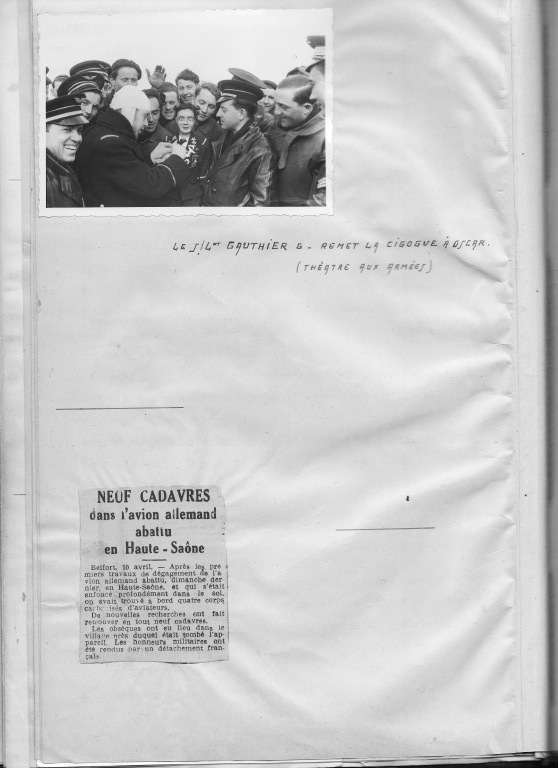 LE S/Lt GAUTHIER G - REMET LA CIGOGNE À OSCAR.
(THÉATRE AUX ARMÉES)
NEUF CADAVRES
dans l'avion allemand
abattu
en Haute-Saône
Belfort, 10 avril. — Après les pre
miers travaux de dégagement de l'a
vion allemand abattu, dimanche der
nier, en Haute-Saône, et qui s'était
enfoncé profondément dans le sol,
on avait trouvé à bord quatre corps
d'aviateurs.
De nouvelles recherches ont fait
retrouver en tout neuf cadavres.
Les obsèques ont eu lieu dans le
village près duquel était tombé l'ap-
pareil. Les honneurs militaires ont
été rendus par un détachement fran-
çais.